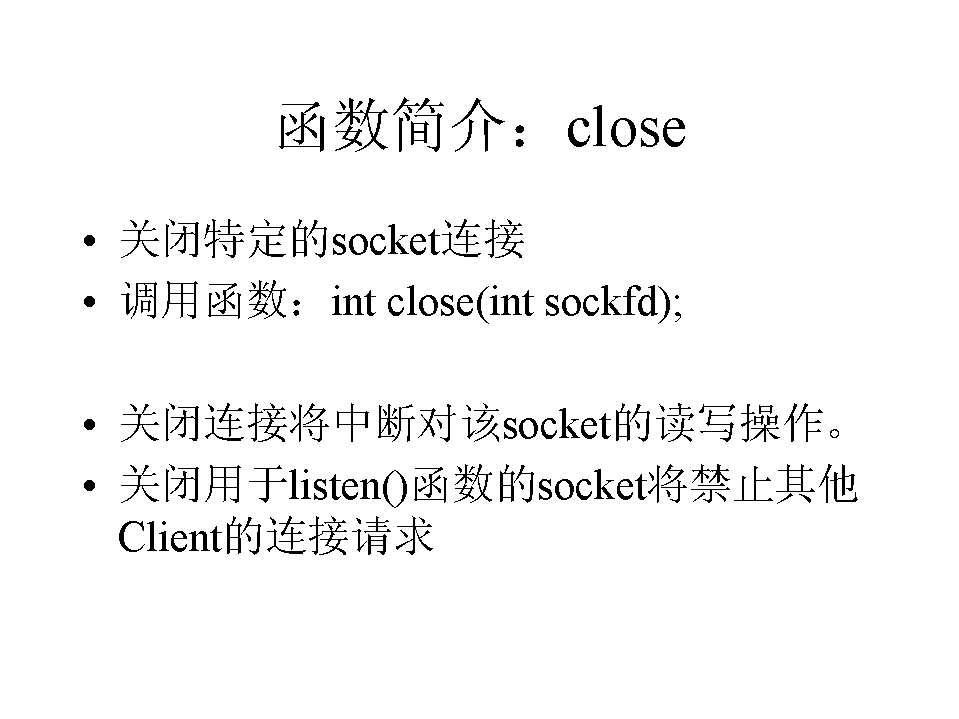 函数简介：close
• 关闭特定的socket连接
• 调用函数：int close(int sockfd);
• 关闭连接将中断对该socket的读写操作。
• 关闭用于listen()函数的socket将禁止其他
Client的连接请求